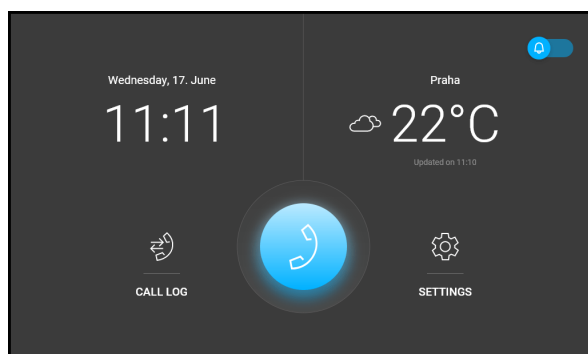 Wednesday, 17. June
11:11
Praha
22°C
Updated on 11:10
CALL LOG
SETTINGS